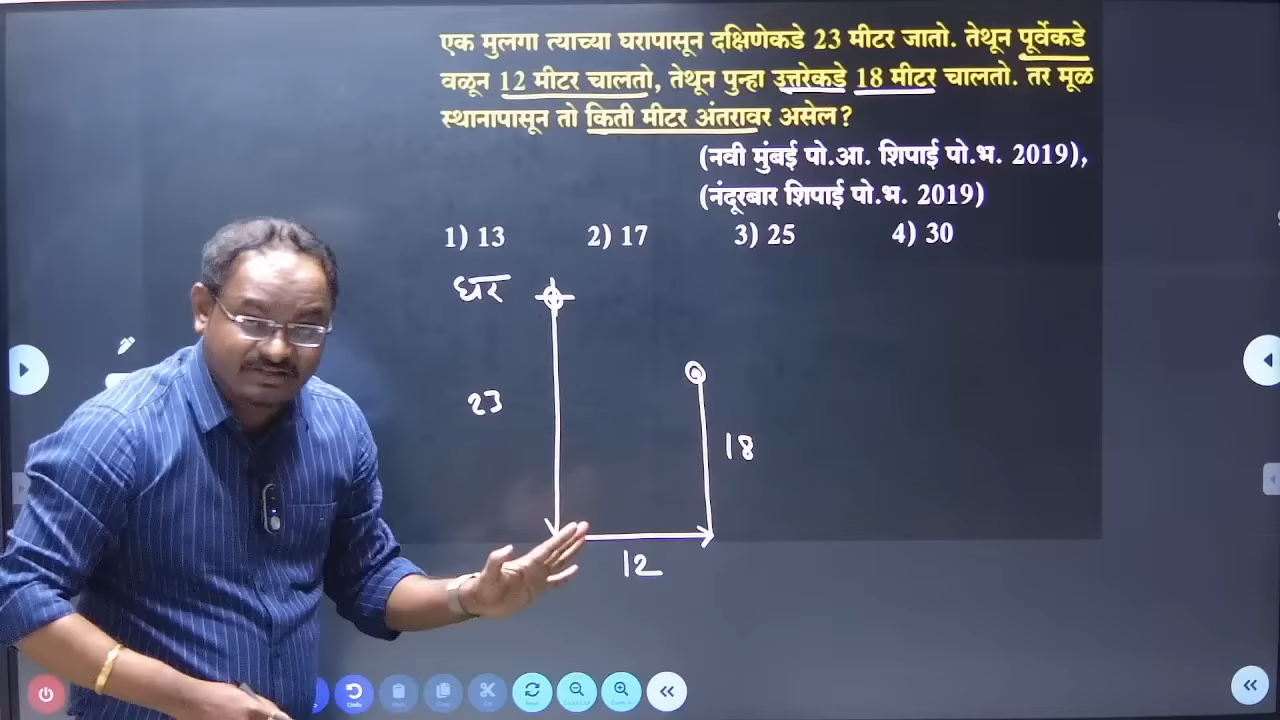 एक मुलगा त्याच्या घरापासून दक्षिणेकडे 23 मीटर जातो. तेथून पूर्वेकडे
वळून 12 मीटर चालतो, तेथून पुन्हा उत्तरेकडे 18 मीटर चालतो. तर मूळ
स्थानापासून तो किती मीटर अंतरावर असेल ?
(नवी मुंबई पो.आ. शिपाई पो.भ. 2019),
(नंदूरबार शिपाई पो.भ. 2019)
1) 13 2) 17 3) 25 4) 30
घर
23
18
12
Undo